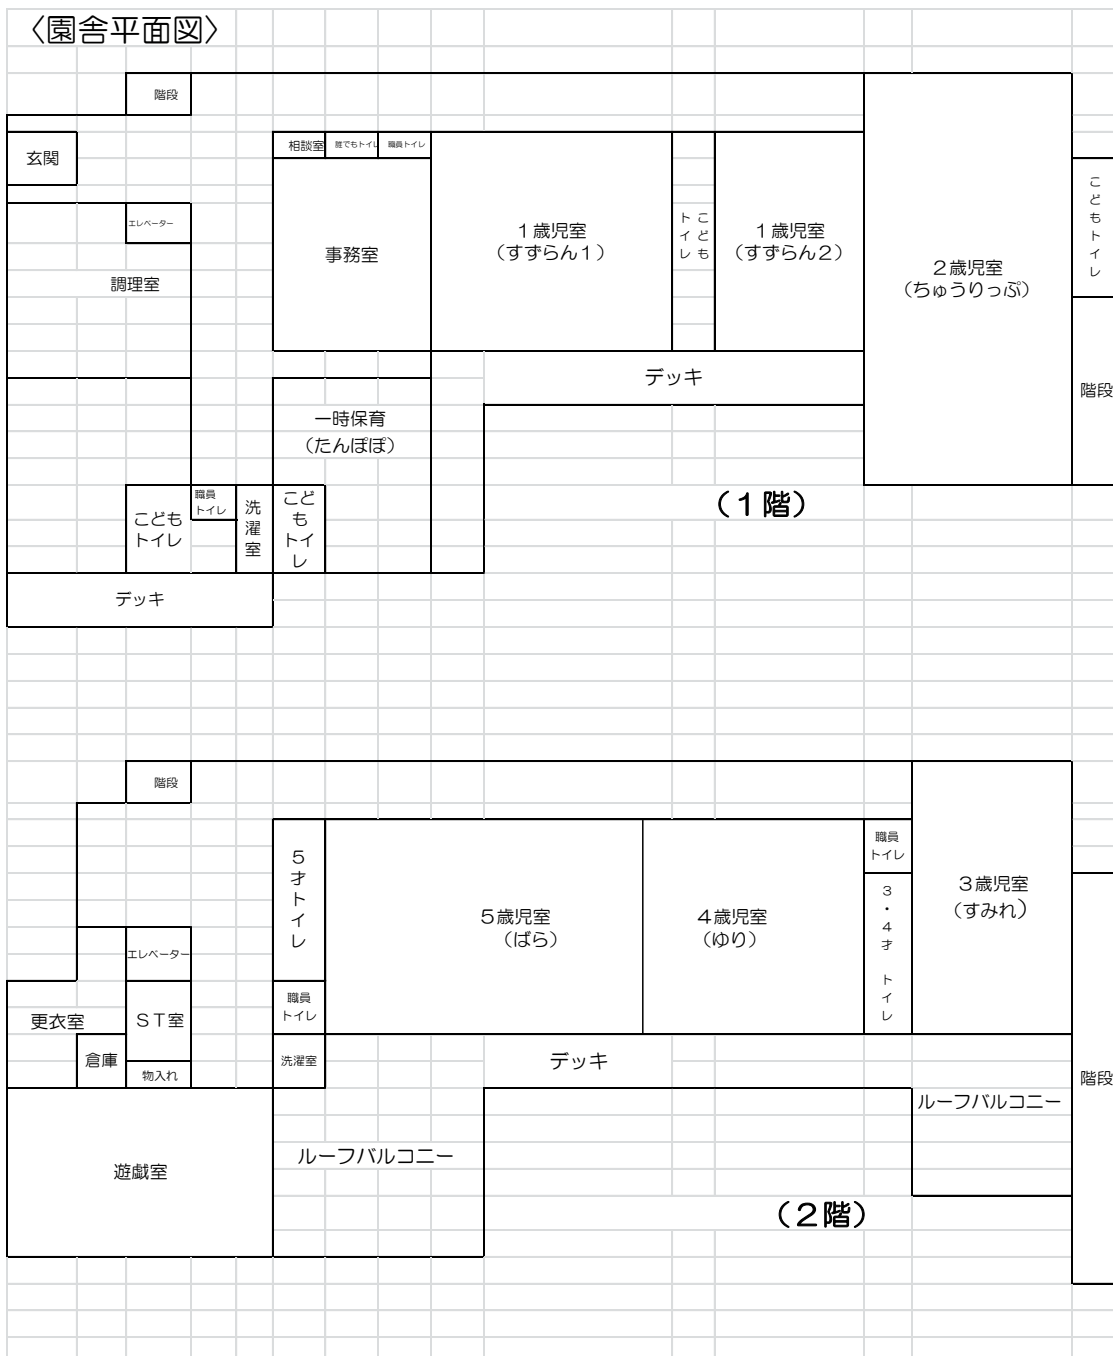 〈園舎平面図〉
階段
玄関
相談室
誰でもトイレ
職員トイレ
エレベーター
調理室
事務室
１歳児室
（すずらん１）
こども
トイレ
１歳児室
（すずらん２）
２歳児室
（ちゅうりっぷ）
こどもトイレ
階段
デッキ
一時保育
（たんぽぽ）
こども
トイレ
職員
トイレ
洗濯室
こど
も
トイ
レ
（１階）
デッキ
階段
５才トイレ
職員
トイレ
５歳児室
（ばら）
４歳児室
（ゆり）
職員
トイレ
３・４才　トイレ
３歳児室
（すみれ）
エレベーター
更衣室
ＳＴ室
倉庫
物入れ
洗濯室
デッキ
階段
ルーフバルコニー
遊戯室
ルーフバルコニー
（２階）